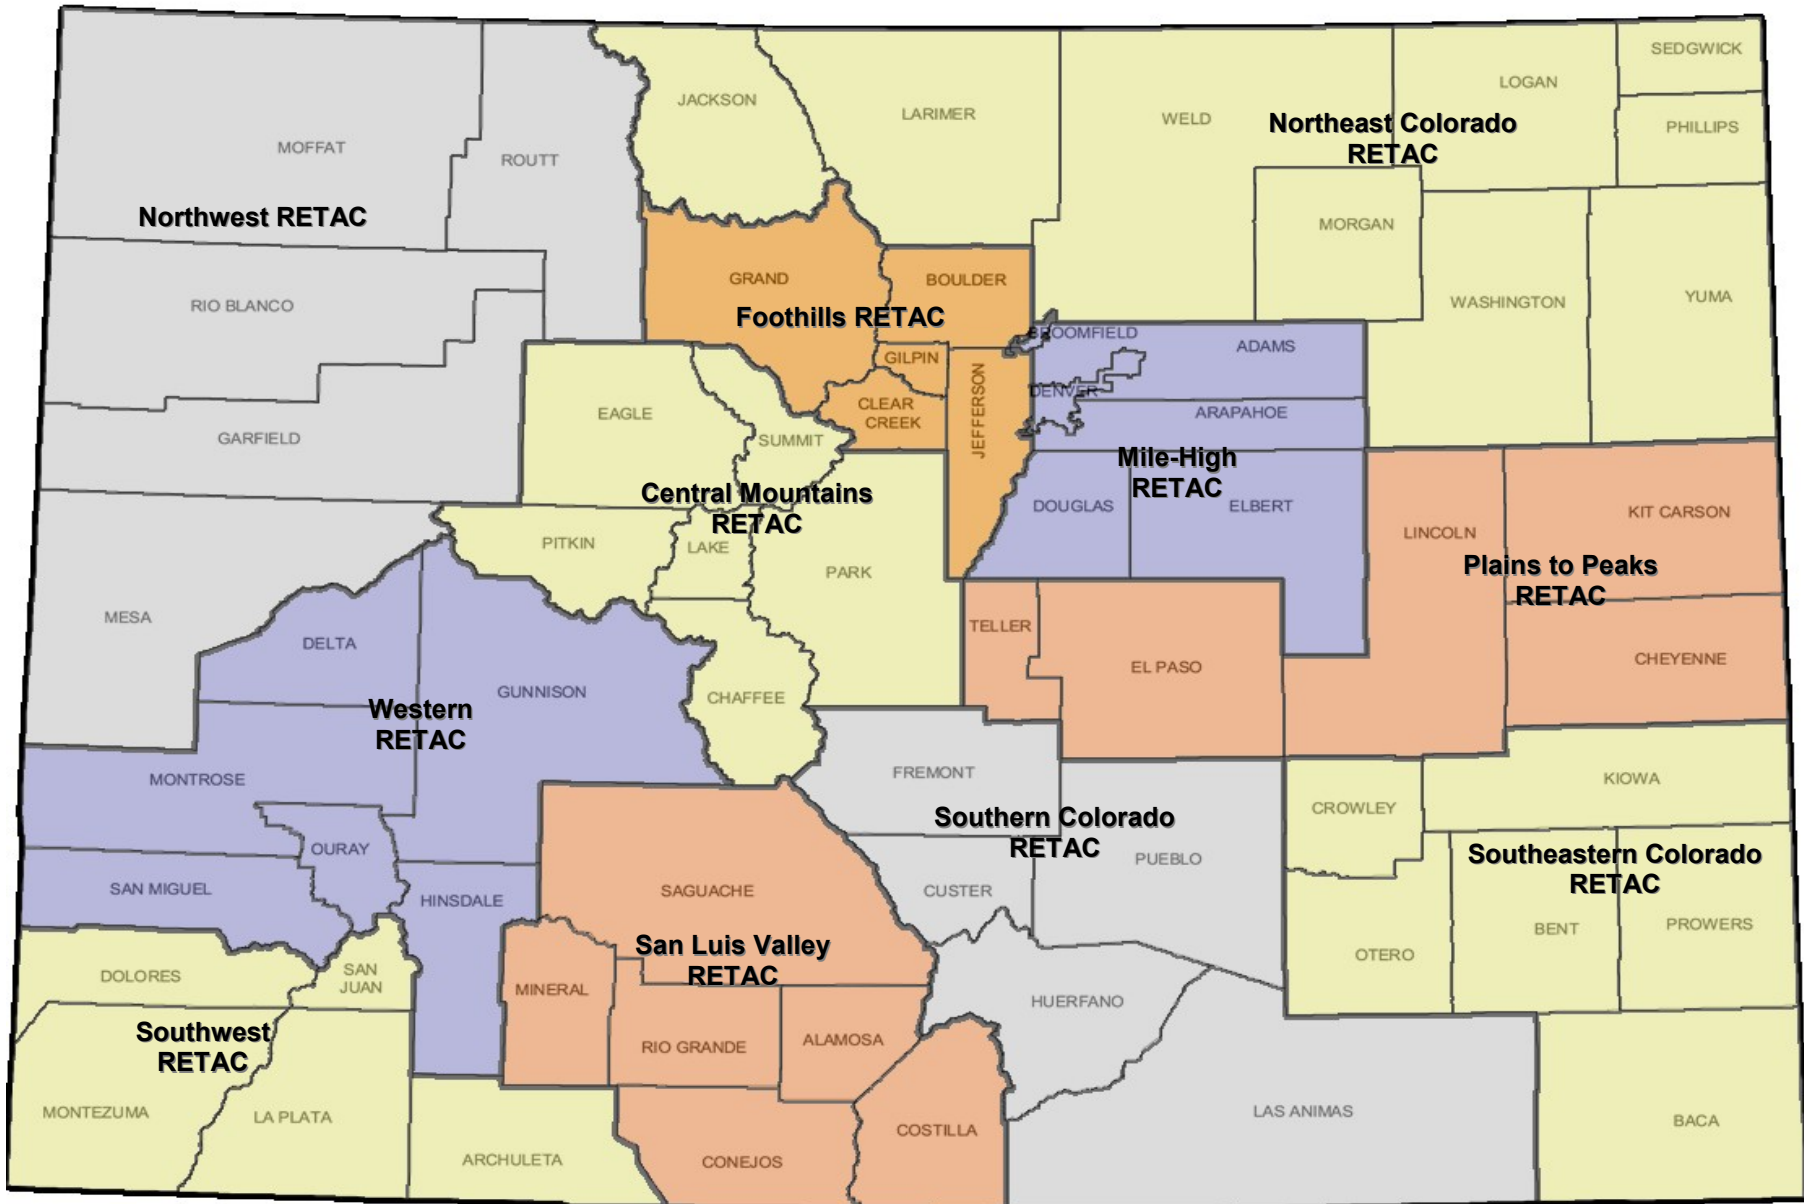 SEDGWICK
LOGAN
JACKSON
LARIMER
WELD
Northeast Colorado
RETAC
PHILLIPS
MOFFAT
ROUTT
Northwest RETAC
MORGAN
GRAND
BOULDER
RIO BLANCO
WASHINGTON
YUMA
Foothills RETAC
BROOMFIELD
ADAMS
GILPIN
DENVER
CLEAR
CREEK
JEFFERSON
ARAPAHOE
EAGLE
SUMMIT
GARFIELD
Mile-High
RETAC
Central Mountains
RETAC
DOUGLAS
ELBERT
KIT CARSON
LINCOLN
PITKIN
LAKE
PARK
Plains to Peaks
RETAC
MESA
DELTA
TELLER
EL PASO
CHEYENNE
GUNNISON
CHAFFEE
Western
RETAC
MONTROSE
FREMONT
KIOWA
CROWLEY
Southern Colorado
RETAC
OURAY
PUEBLO
Southeastern Colorado
RETAC
SAN MIGUEL
HINSDALE
SAGUACHE
CUSTER
BENT
PROWERS
San Luis Valley
RETAC
OTERO
DOLORES
SAN
JUAN
MINERAL
HUERFANO
Southwest
RETAC
RIO GRANDE
ALAMOSA
MONTEZUMA
LA PLATA
LAS ANIMAS
BACA
COSTILLA
ARCHULETA
CONEJOS